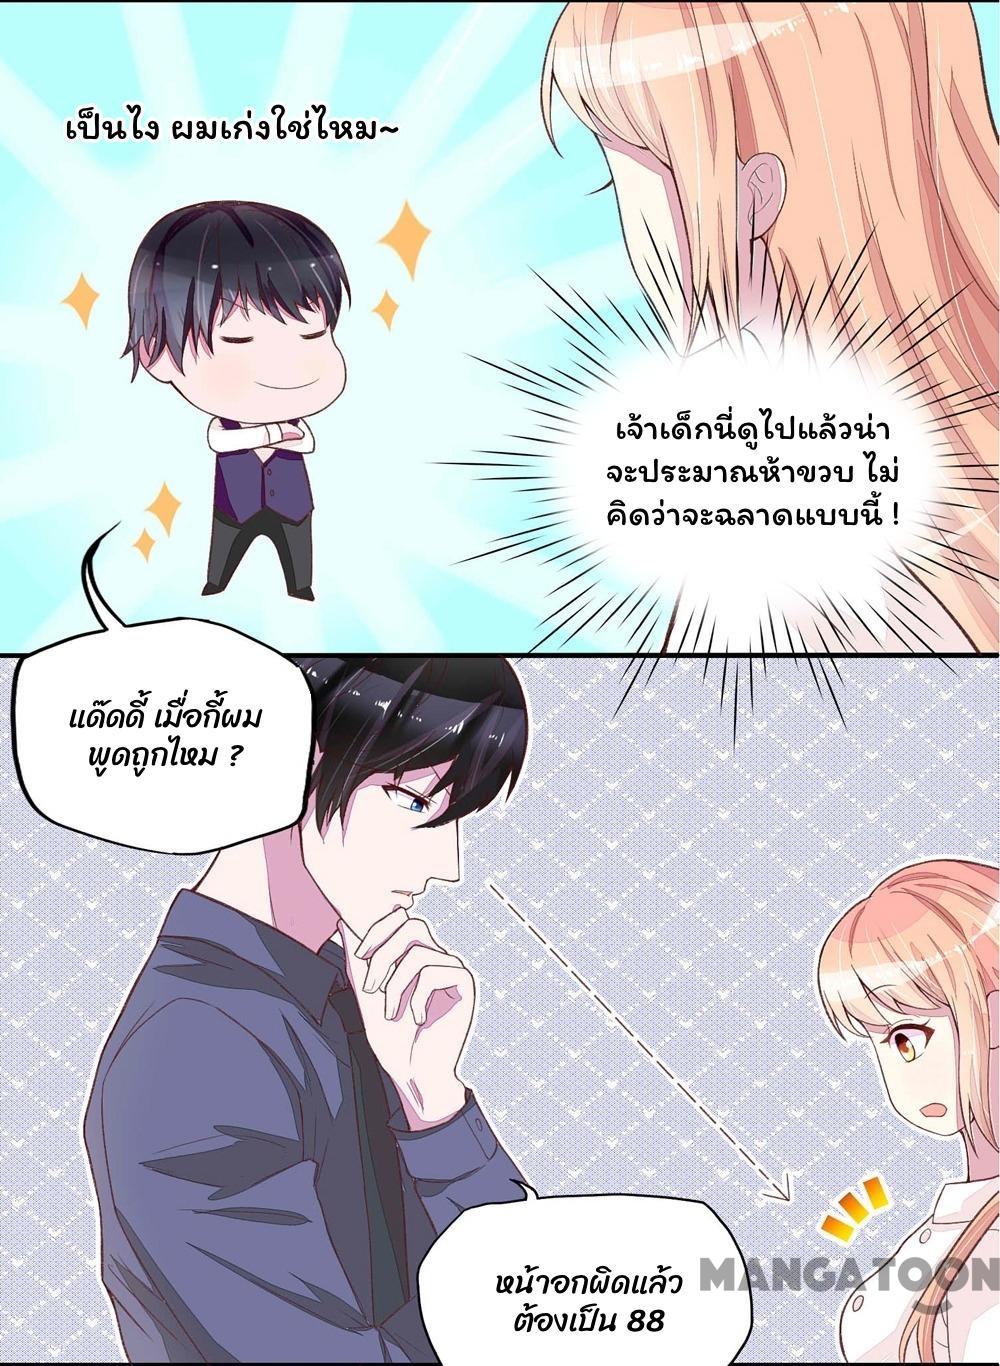 เป็นไง ผมเก่งใช่ไหม~
เจ้าเด็กนี่ดูไปแล้วน่า
จะประมาณห้าขวบ ไม่
คิดว่าจะฉลาดแบบนี้ !
แด๊ดดี้ เมื่อกี้ผม
พูดถูกไหม ?
หน้าอกผิดแล้ว
ต้องเป็น 88
MANGATOON